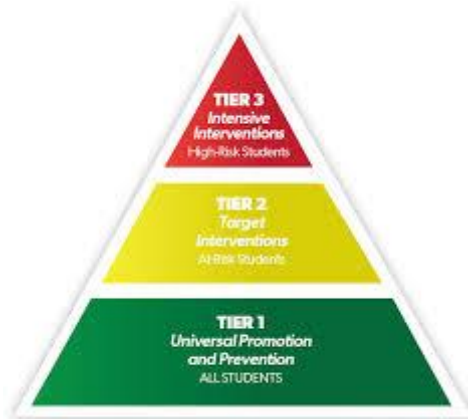 TIER 3
Intensive
Interventions
High-Risk Students
TIER 2
Target
Interventions
At-Risk Students
TIER 1
Universal Promotion
and Prevention
ALL STUDENTS